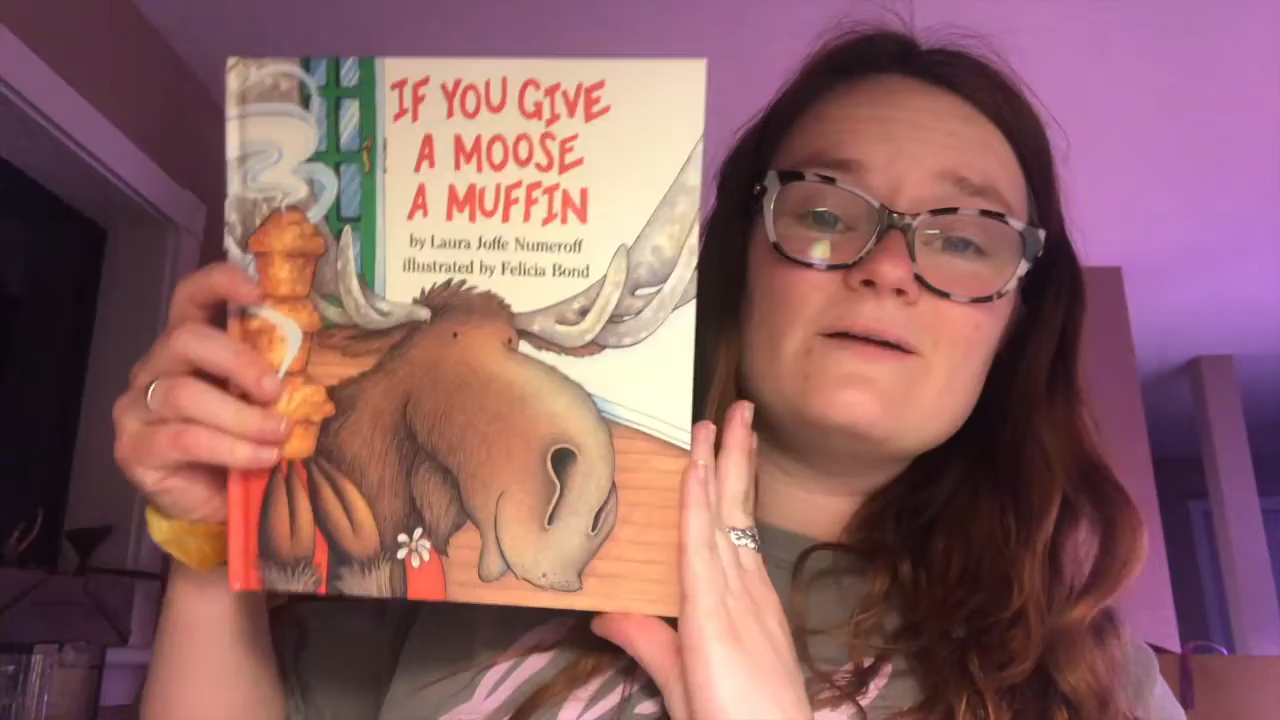 IF YOU GIVE
A MOOSE
A MUFFIN
by Laura Joffe Numeroff
illustrated by Felicia Bond